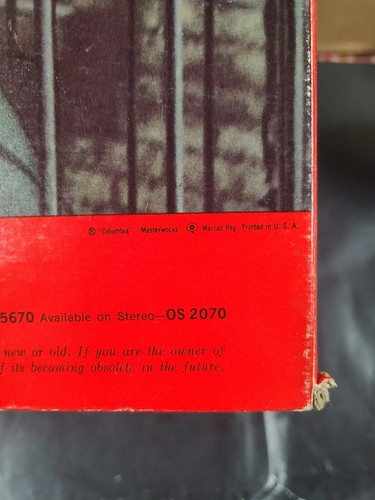 Ⓡ "Columbia", "Masterworks", Marcas Reg. Printed in U. S. A.
5670 Available on Stereo—OS 2070
new or old. If you are the owner of
f its becoming obsolete in the future.